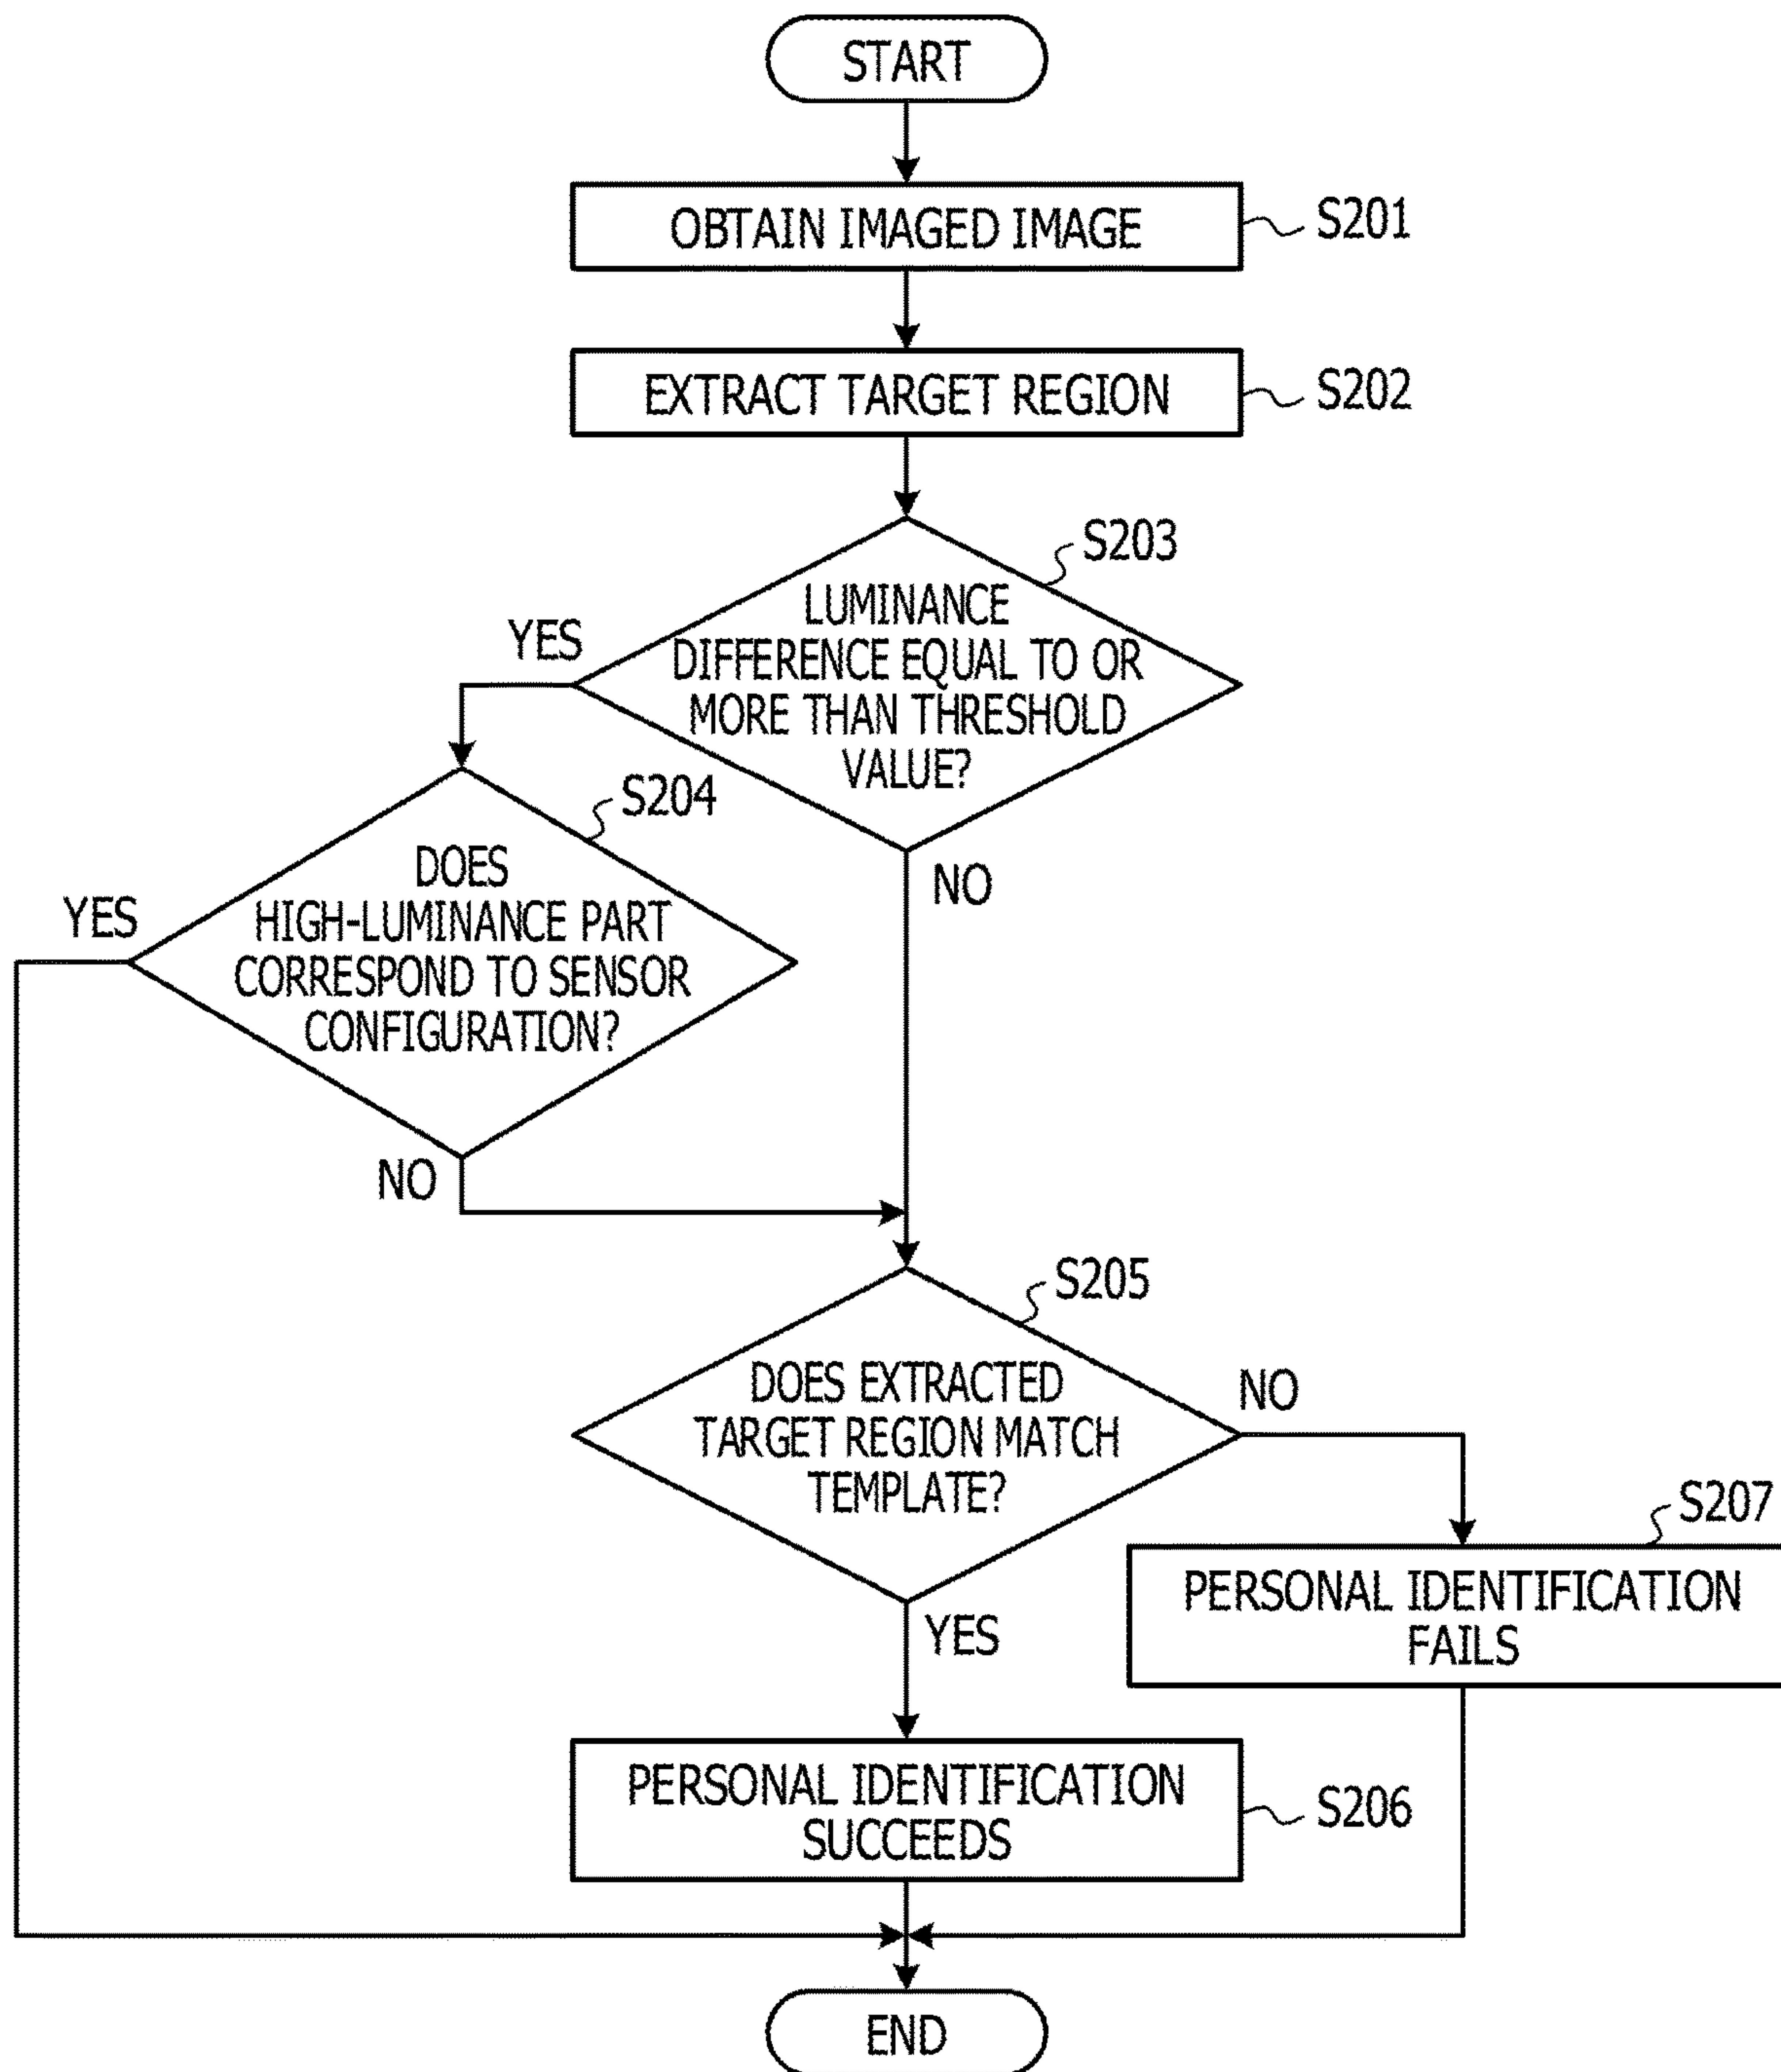 START
OBTAIN IMAGED IMAGE
S201
EXTRACT TARGET REGION
S202
S203
LUMINANCE
DIFFERENCE EQUAL TO OR
MORE THAN THRESHOLD
VALUE?
YES
NO
S204
DOES
HIGH-LUMINANCE PART
CORRESPOND TO SENSOR
CONFIGURATION?
YES
NO
S205
DOES EXTRACTED
TARGET REGION MATCH
TEMPLATE?
NO
YES
S207
PERSONAL IDENTIFICATION
FAILS
PERSONAL IDENTIFICATION
SUCCEEDS
S206
END